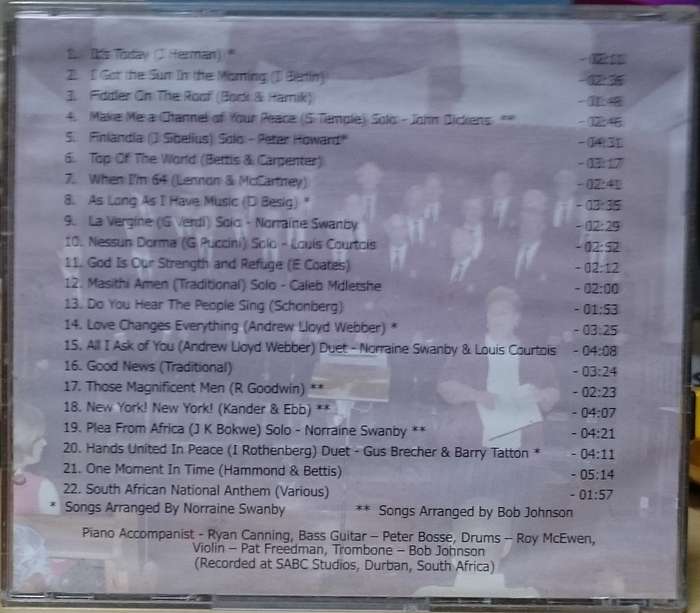 1. It's Today (J Herman) * - 02:11
2. I Got the Sun In the Morning (I Berlin) - 02:36
3. Fiddler On The Roof (Bock & Harnik) - 01:48
4. Make Me a Channel of Your Peace (S Temple) Solo - John Dickens ** - 02:46
5. Finlandia (J Sibelius) Solo - Peter Howard* - 04:31
6. Top Of The World (Bettis & Carpenter) - 03:17
7. When I'm 64 (Lennon & McCartney) - 02:41
8. As Long As I Have Music (D Besig) * - 03:35
9. La Vergine (G Verdi) Solo - Norraine Swanby - 02:29
10. Nessun Dorma (G Puccini) Solo - Louis Courtois - 02:52
11. God Is Our Strength and Refuge (E Coates) - 02:12
12. Masithi Amen (Traditional) Solo - Caleb Mdletshe - 02:00
13. Do You Hear The People Sing (Schonberg) - 01:53
14. Love Changes Everything (Andrew Lloyd Webber) * - 03:25
15. All I Ask of You (Andrew Lloyd Webber) Duet - Norraine Swanby & Louis Courtois - 04:08
16. Good News (Traditional) - 03:24
17. Those Magnificent Men (R Goodwin) ** - 02:23
18. New York! New York! (Kander & Ebb) ** - 04:07
19. Plea From Africa (J K Bokwe) Solo - Norraine Swanby ** - 04:21
20. Hands United In Peace (I Rothenberg) Duet - Gus Brecher & Barry Tatton * - 04:11
21. One Moment In Time (Hammond & Bettis) - 05:14
22. South African National Anthem (Various) - 01:57
* Songs Arranged By Norraine Swanby ** Songs Arranged by Bob Johnson
Piano Accompanist - Ryan Canning, Bass Guitar – Peter Bosse, Drums – Roy McEwen,
Violin – Pat Freedman, Trombone – Bob Johnson
(Recorded at SABC Studios, Durban, South Africa)